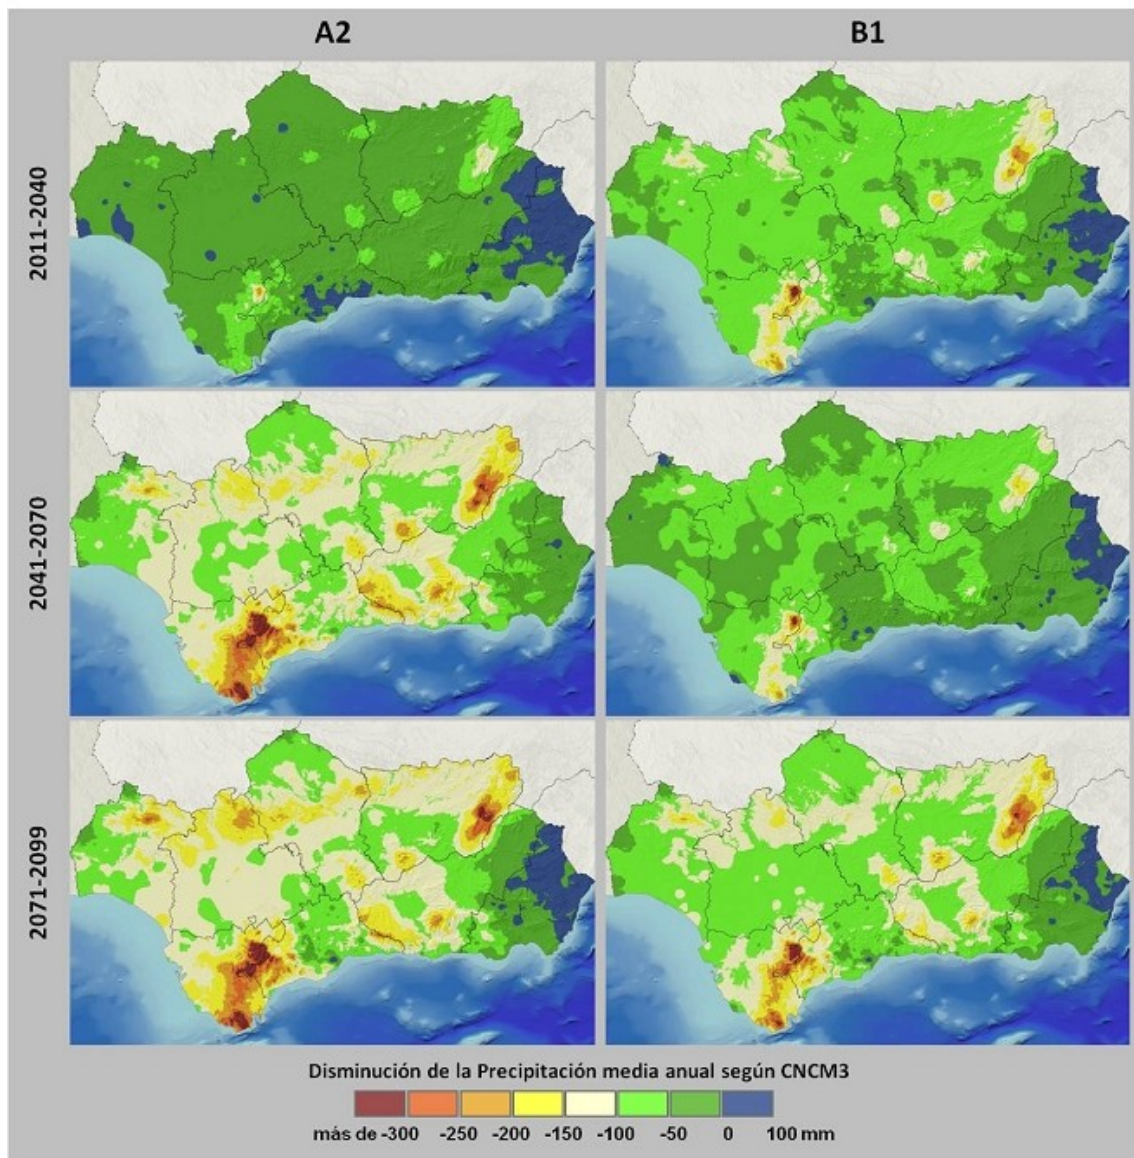 A2 B1
2011-2040
2041-2070
2071-2099
Disminución de la Precipitación media anual según CNCM3
más de -300 -250 -200 -150 -100 -50 0 100 mm